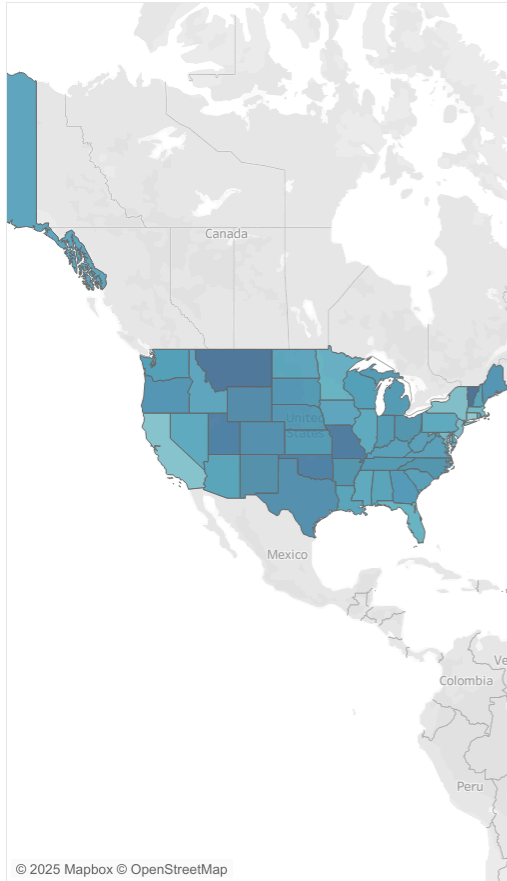 Canada
United
States
Mexico
Ve
Colombia
Peru
© 2025 Mapbox © OpenStreetMap